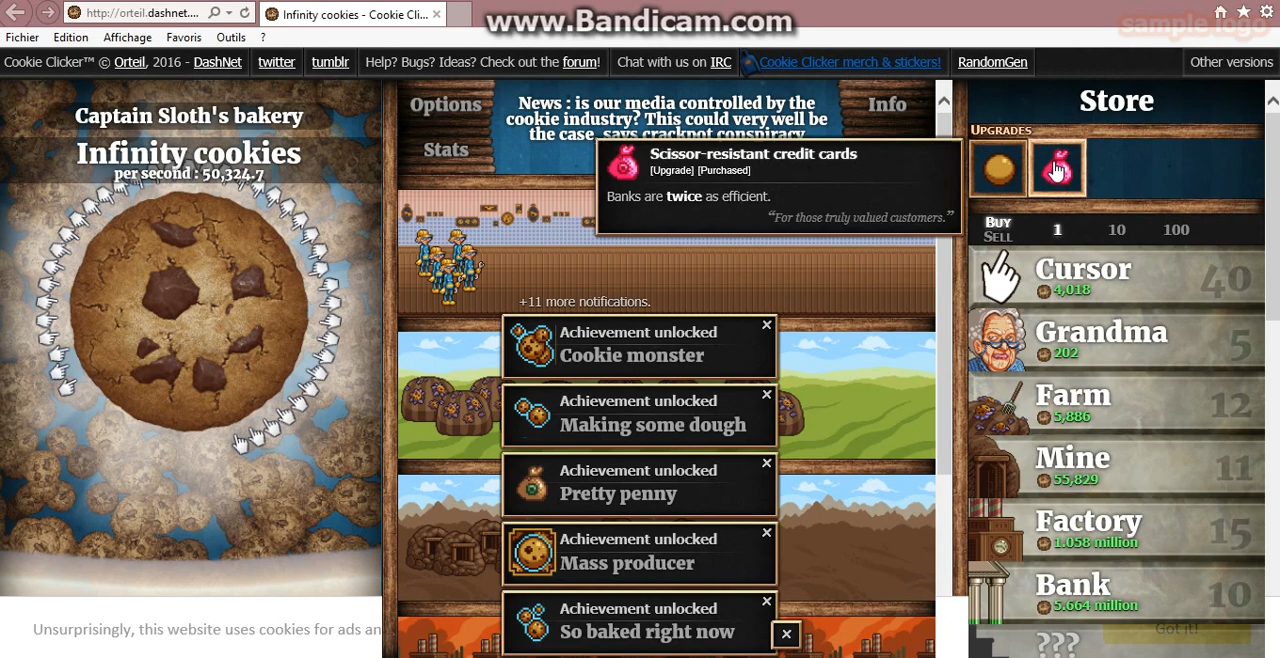 www.Bandicam.com
sample logo
http://orteil.dashnet....
Infinity cookies - Cookie Cli...
Fichier Edition Affichage Favoris Outils ?
Cookie Clicker™ © Orteil, 2016 - DashNet
twitter
tumblr
Help? Bugs? Ideas? Check out the forum!
Chat with us on IRC
Cookie Clicker merch & stickers!
RandomGen
Other versions
Captain Sloth's bakery
Infinity cookies
per second : 50,324.7
Options
Stats
News : is our media controlled by the
cookie industry? This could very well be
the case, says crackpot conspiracy
Info
Scissor-resistant credit cards
[Upgrade] [Purchased]
Banks are twice as efficient.
“For those truly valued customers.”
+11 more notifications.
Achievement unlocked
Cookie monster
Achievement unlocked
Making some dough
Achievement unlocked
Pretty penny
Achievement unlocked
Mass producer
Achievement unlocked
So baked right now
Store
Upgrades
Buy
Sell
1 10 100
Cursor 40
4,018
Grandma 5
202
Farm 12
5,886
Mine 11
55,829
Factory 15
1.058 million
Bank 10
5.664 million
???
Got it!
Unsurprisingly, this website uses cookies for ads an